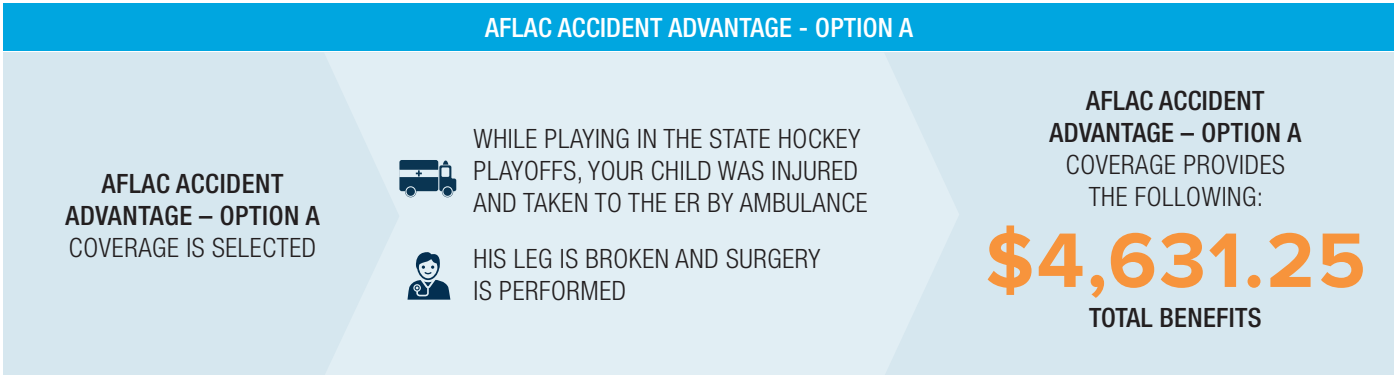 AFLAC ACCIDENT ADVANTAGE - OPTION A
AFLAC ACCIDENT
ADVANTAGE – OPTION A
COVERAGE IS SELECTED
WHILE PLAYING IN THE STATE HOCKEY
PLAYOFFS, YOUR CHILD WAS INJURED
AND TAKEN TO THE ER BY AMBULANCE
HIS LEG IS BROKEN AND SURGERY
IS PERFORMED
AFLAC ACCIDENT
ADVANTAGE – OPTION A
COVERAGE PROVIDES
THE FOLLOWING:
$4,631.25
TOTAL BENEFITS